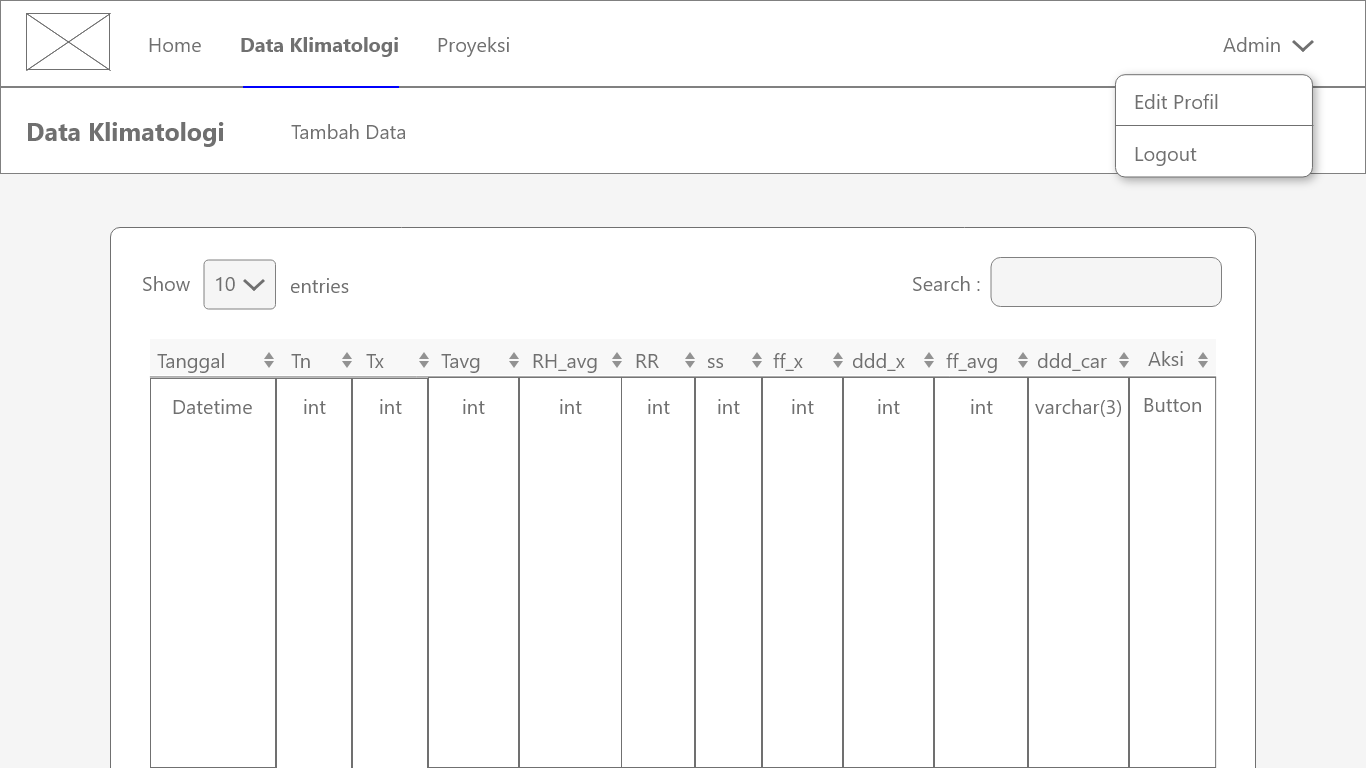 Home Data Klimatologi Proyeksi Admin
Edit Profil
Data Klimatologi Tambah Data
Logout
Show 10 entries Search :
Tanggal Tn Tx Tavg RH_avg RR ss ff_x ddd_x ff_avg ddd_car Aksi
Datetime int int int int int int int int int varchar(3) Button